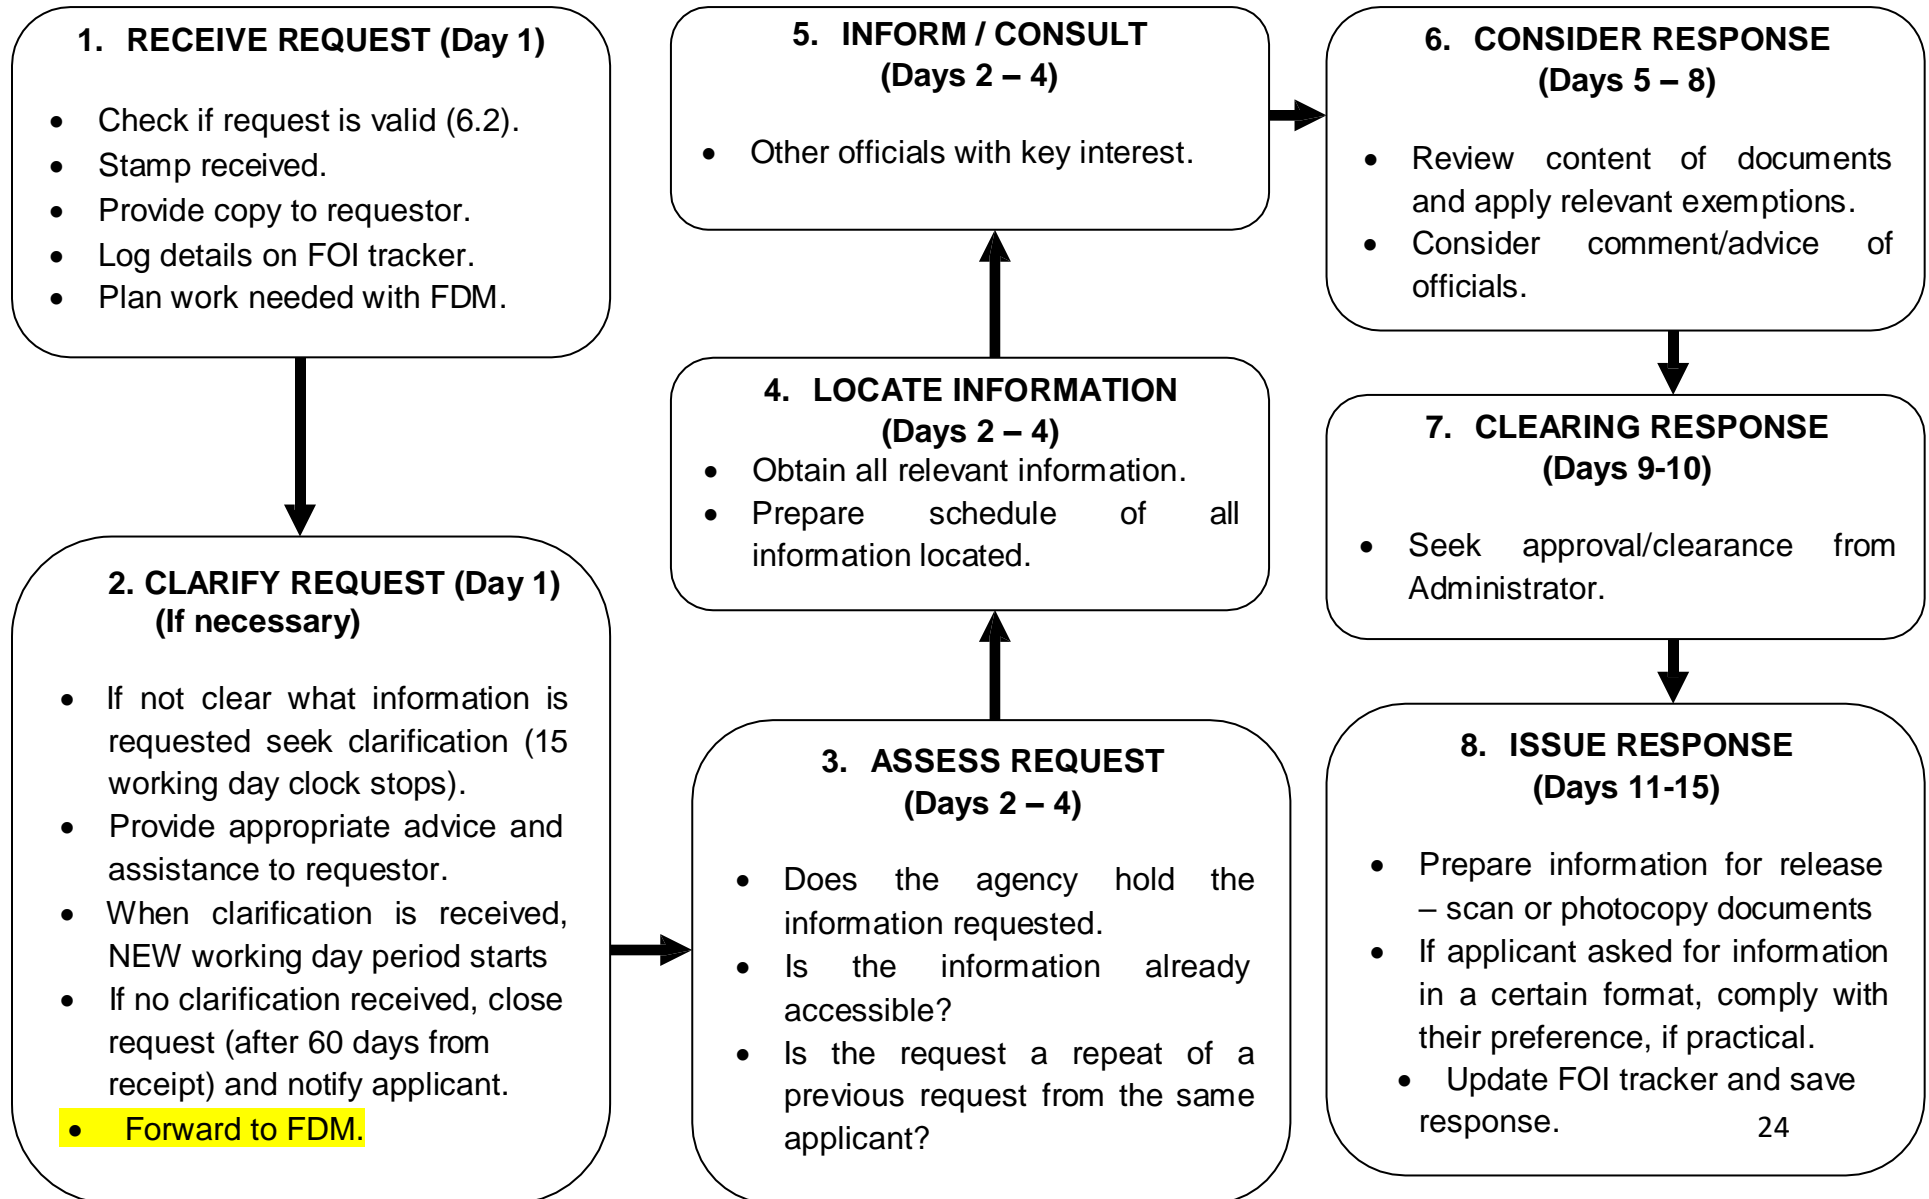 1. RECEIVE REQUEST (Day 1)
• Check if request is valid (6.2).
• Stamp received.
• Provide copy to requestor.
• Log details on FOI tracker.
• Plan work needed with FDM.
2. CLARIFY REQUEST (Day 1)
(If necessary)
• If not clear what information is
requested seek clarification (15
working day clock stops).
• Provide appropriate advice and
assistance to requestor.
• When clarification is received,
NEW working day period starts
• If no clarification received, close
request (after 60 days from
receipt) and notify applicant.
• Forward to FDM.
3. ASSESS REQUEST
(Days 2 – 4)
• Does the agency hold the
information requested.
• Is the information already
accessible?
• Is the request a repeat of a
previous request from the same
applicant?
4. LOCATE INFORMATION
(Days 2 – 4)
• Obtain all relevant information.
• Prepare schedule of all
information located.
5. INFORM / CONSULT
(Days 2 – 4)
• Other officials with key interest.
6. CONSIDER RESPONSE
(Days 5 – 8)
• Review content of documents
and apply relevant exemptions.
• Consider comment/advice of
officials.
7. CLEARING RESPONSE
(Days 9-10)
• Seek approval/clearance from
Administrator.
8. ISSUE RESPONSE
(Days 11-15)
• Prepare information for release
– scan or photocopy documents
• If applicant asked for information
in a certain format, comply with
their preference, if practical.
• Update FOI tracker and save
response.
24